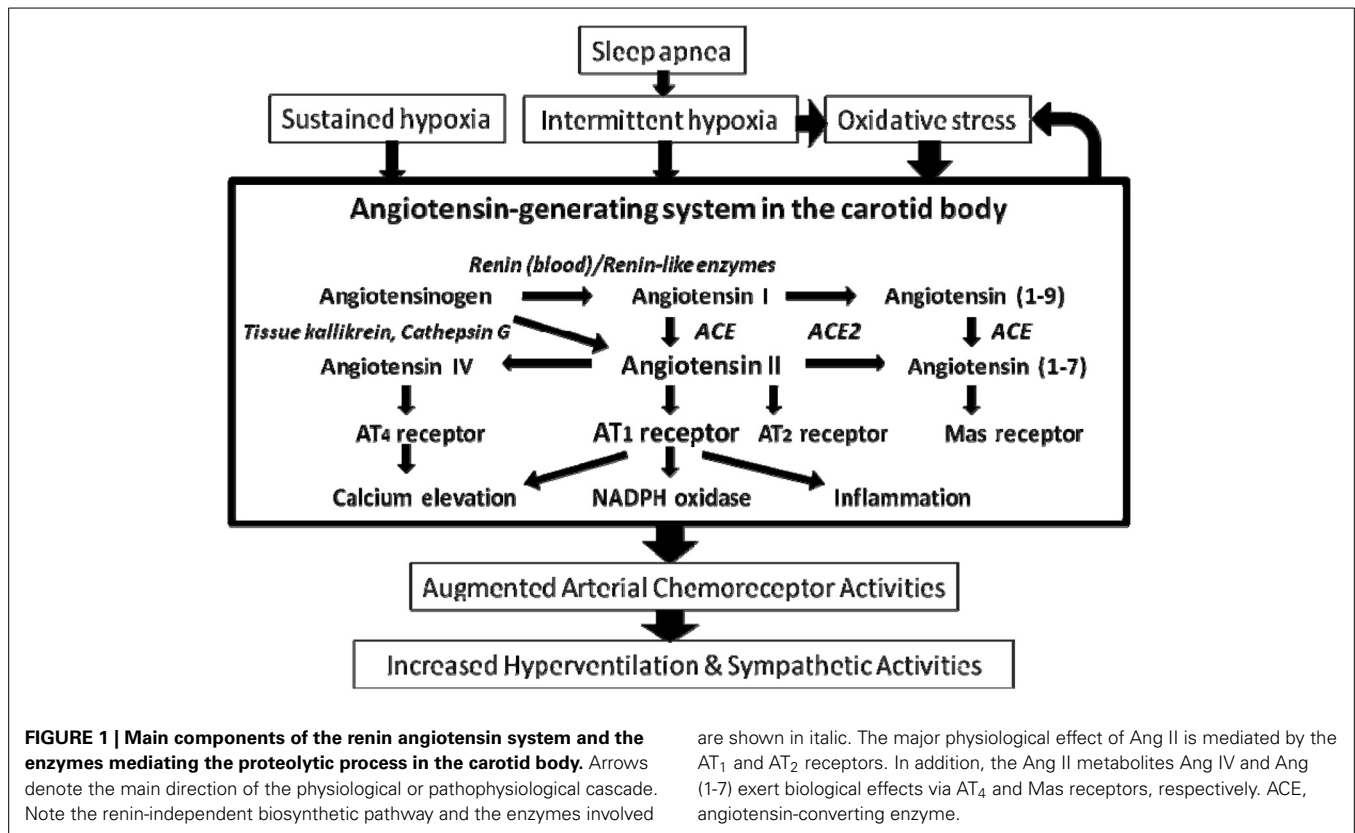 Sleep apnea
Sustained hypoxia
Intermittent hypoxia
Oxidative stress
Angiotensin-generating system in the carotid body
Renin (blood)/Renin-like enzymes
Angiotensinogen
Angiotensin I
Angiotensin (1-9)
Tissue kallikrein, Cathepsin G
ACE
ACE2
ACE
Angiotensin IV
Angiotensin II
Angiotensin (1-7)
AT4 receptor
AT1 receptor
AT2 receptor
Mas receptor
Calcium elevation
NADPH oxidase
Inflammation
Augmented Arterial Chemoreceptor Activities
Increased Hyperventilation & Sympathetic Activities
FIGURE 1 | Main components of the renin angiotensin system and the
enzymes mediating the proteolytic process in the carotid body. Arrows
denote the main direction of the physiological or pathophysiological cascade.
Note the renin-independent biosynthetic pathway and the enzymes involved
are shown in italic. The major physiological effect of Ang II is mediated by the
AT1 and AT2 receptors. In addition, the Ang II metabolites Ang IV and Ang
(1-7) exert biological effects via AT4 and Mas receptors, respectively. ACE,
angiotensin-converting enzyme.